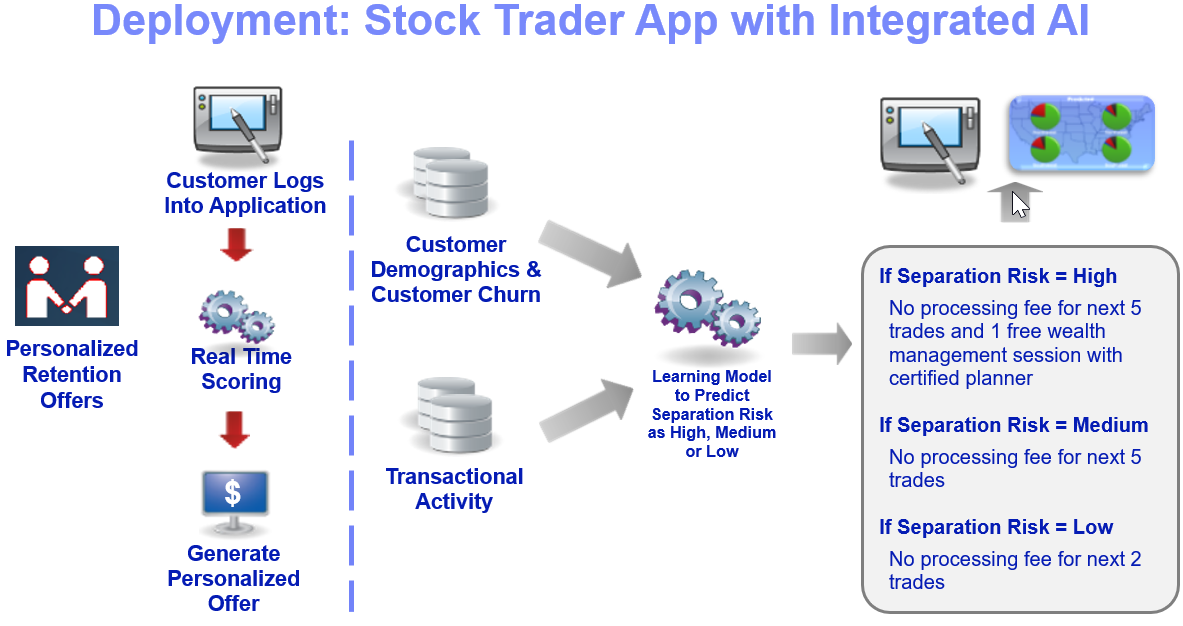 Deployment: Stock Trader App with Integrated AI
Personalized
Retention
Offers
Customer Logs
Into Application
Real Time
Scoring
$
Generate
Personalized
Offer
Customer
Demographics &
Customer Churn
Transactional
Activity
Learning Model
to Predict
Separation Risk
as High, Medium
or Low
Predicted
If Separation Risk = High
No processing fee for next 5
trades and 1 free wealth
management session with
certified planner
If Separation Risk = Medium
No processing fee for next 5
trades
If Separation Risk = Low
No processing fee for next 2
trades